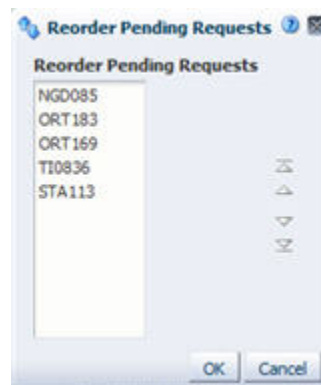 Reorder Pending Requests
Reorder Pending Requests
NGD085
ORT183
ORT169
TI0836
STA113
OK Cancel